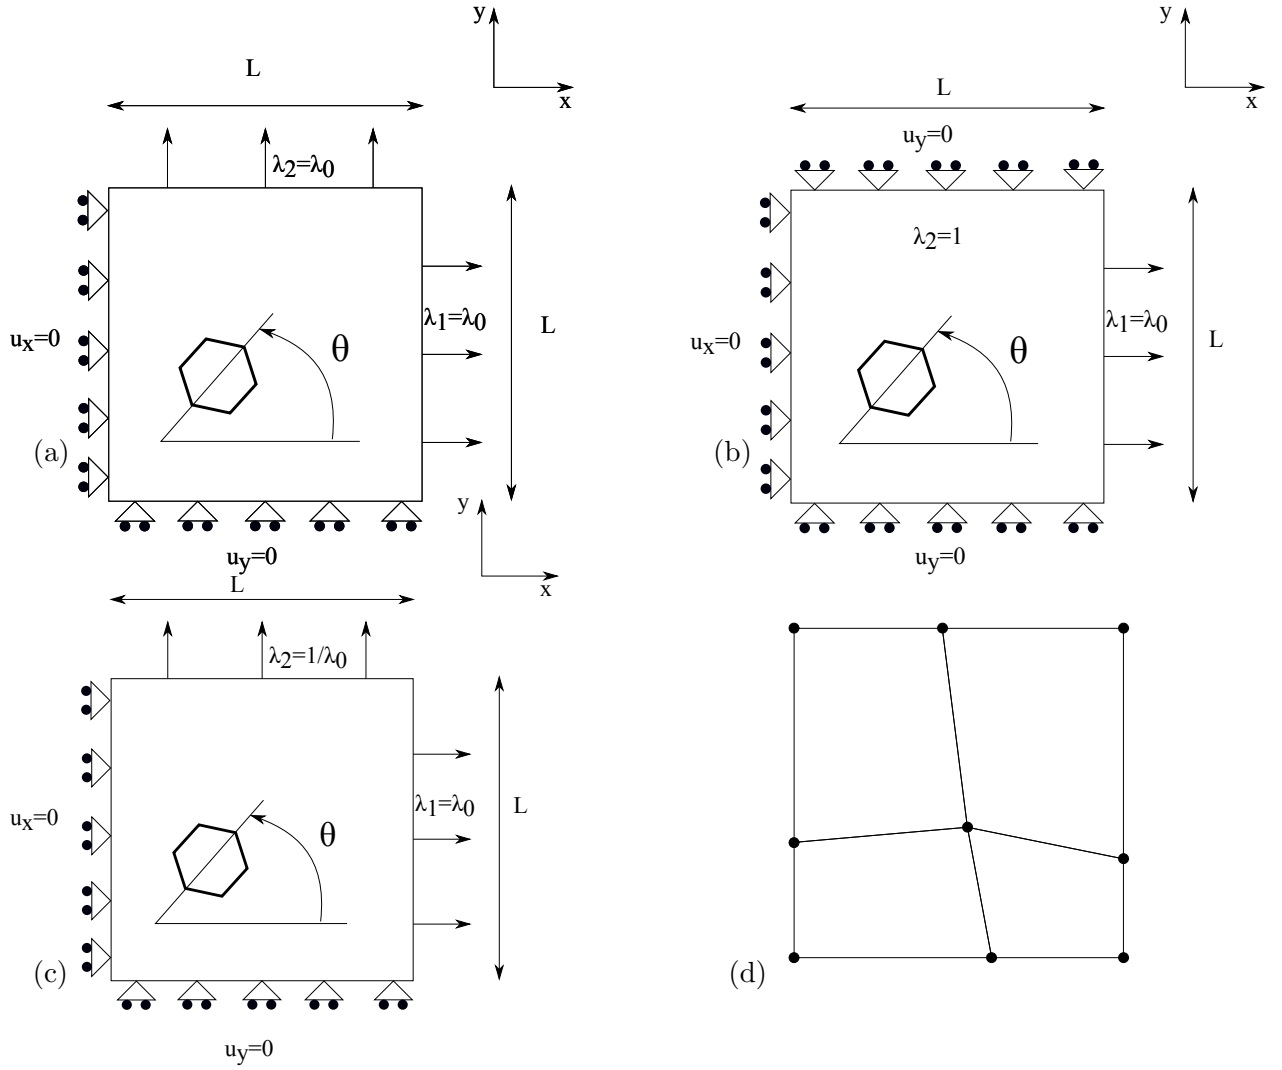 y
x
L
λ2=λ0
ux=0
λ1=λ0
L
θ
(a)
uy=0
y
x
L
uy=0
λ2=1
ux=0
λ1=λ0
L
θ
(b)
uy=0
y
x
L
λ2=1/λ0
ux=0
λ1=λ0
L
θ
(c)
uy=0
(d)